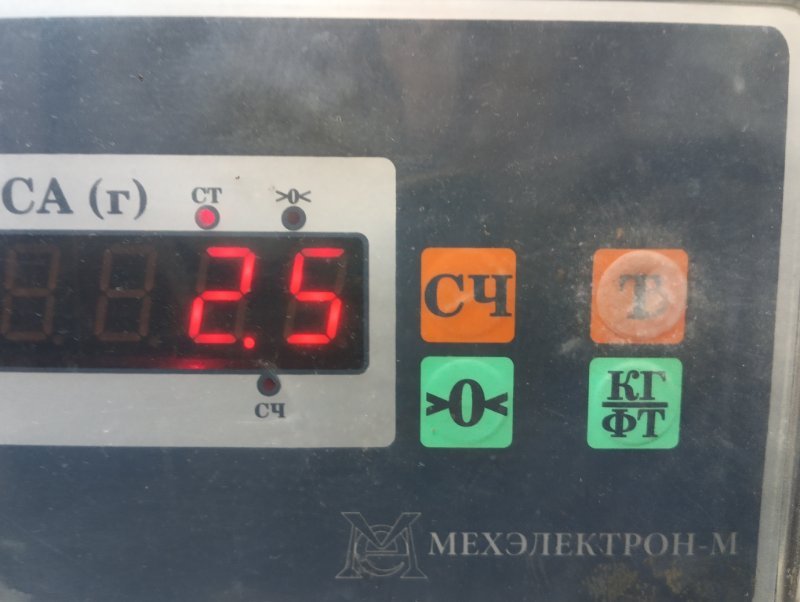 СА (г)
СТ
>0<
2.5
СЧ
СЧ
Т
>0<
КГ
ФТ
МЕХЭЛЕКТРОН-М